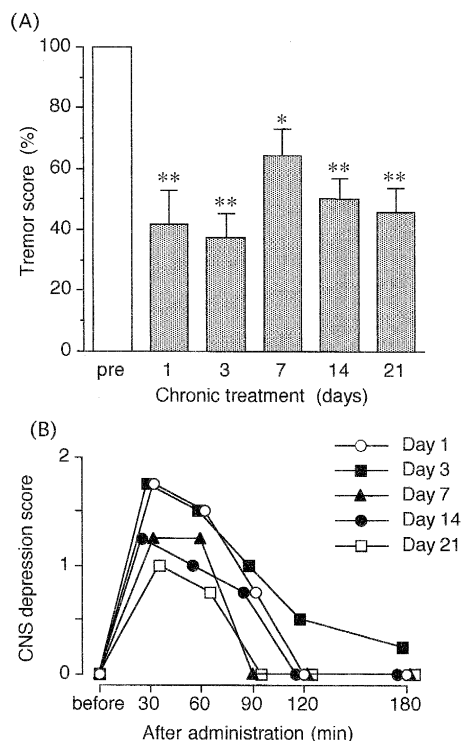 (A)
100
80
60
40
20
0
Tremor score (%)
**
**
*
**
**
pre 1 3 7 14 21
Chronic treatment (days)
(B)
Day 1
Day 3
Day 7
Day 14
Day 21
2
1
0
CNS depression score
before 30 60 90 120 180
After administration (min)